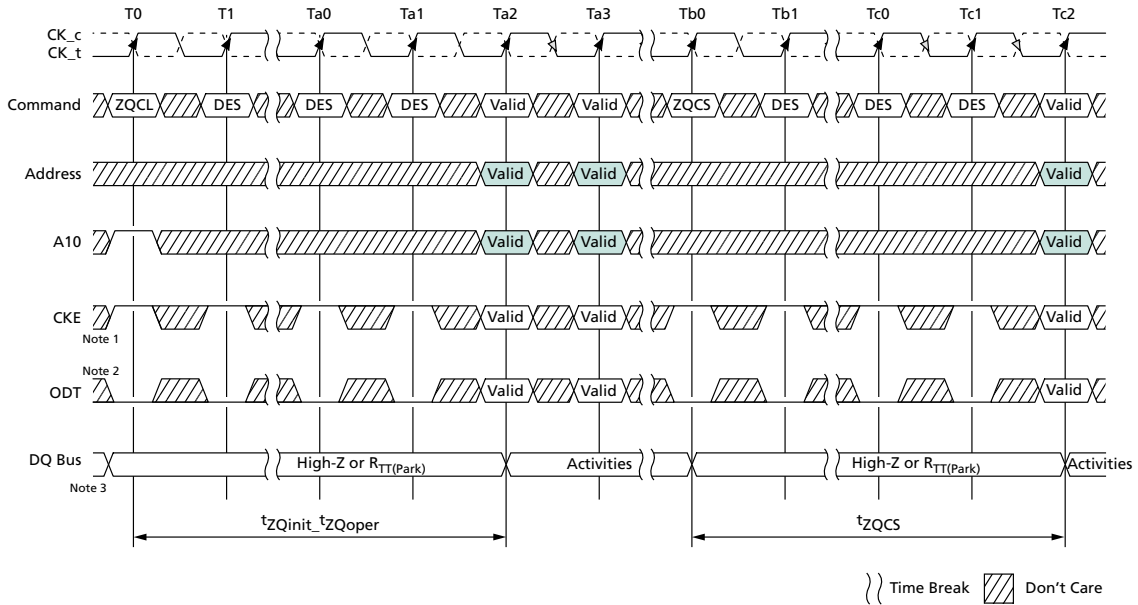 T0 T1 Ta0 Ta1 Ta2 Ta3 Tb0 Tb1 Tc0 Tc1 Tc2
CK_c
CK_t
Command ZQCL DES DES DES Valid Valid ZQCS DES DES DES Valid
Address Valid Valid Valid
A10 Valid Valid Valid
CKE Valid Valid Valid
Note 1
Note 2
ODT Valid Valid Valid
DQ Bus High-Z or RTT(Park) Activities High-Z or RTT(Park) Activities
Note 3
tZQinit_tZQoper tZQCS
Time Break Don't Care